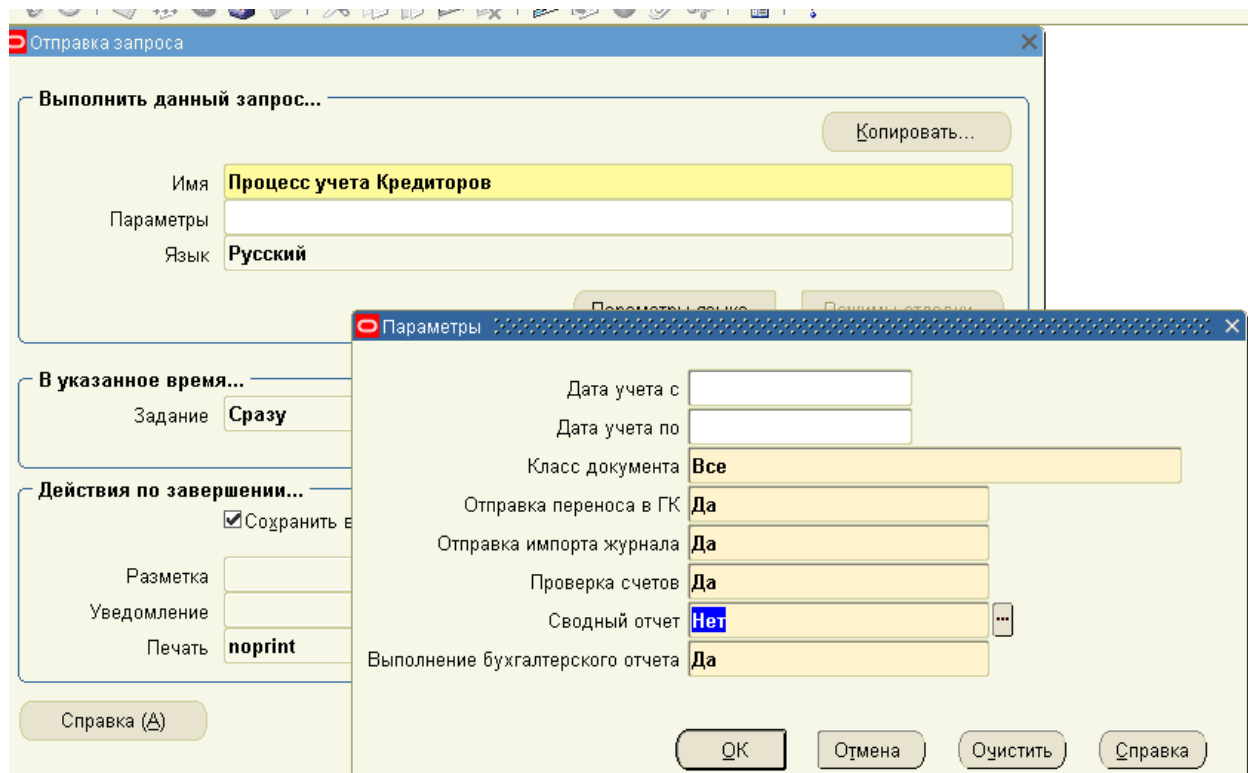 Отправка запроса
Выполнить данный запрос...
Копировать...
Имя Процесс учета Кредиторов
Параметры
Язык Русский
Параметры языка...
Параметры
В указанное время...
Задание Сразу
Действия по завершении...
Сохранить в
Разметка
Уведомление
Печать noprint
Справка (А)
Дата учета с
Дата учета по
Класс документа Все
Отправка переноса в ГК Да
Отправка импорта журнала Да
Проверка счетов Да
Сводный отчет Нет
Выполнение бухгалтерского отчета Да
ОК Отмена Очистить Справка